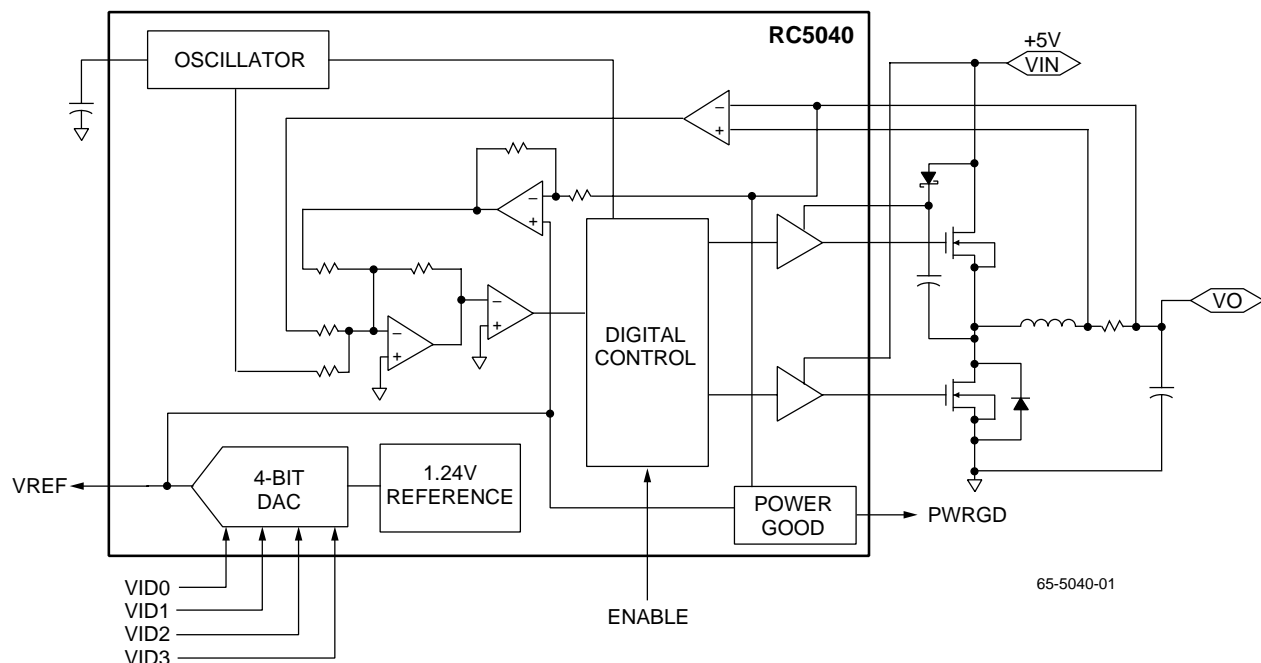 RC5040
OSCILLATOR
+5V
VIN
−
+
−
+
−
+
−
+
DIGITAL
CONTROL
VO
4-BIT
DAC
1.24V
REFERENCE
VREF
POWER
GOOD
PWRGD
VID0
VID1
VID2
VID3
ENABLE
65-5040-01